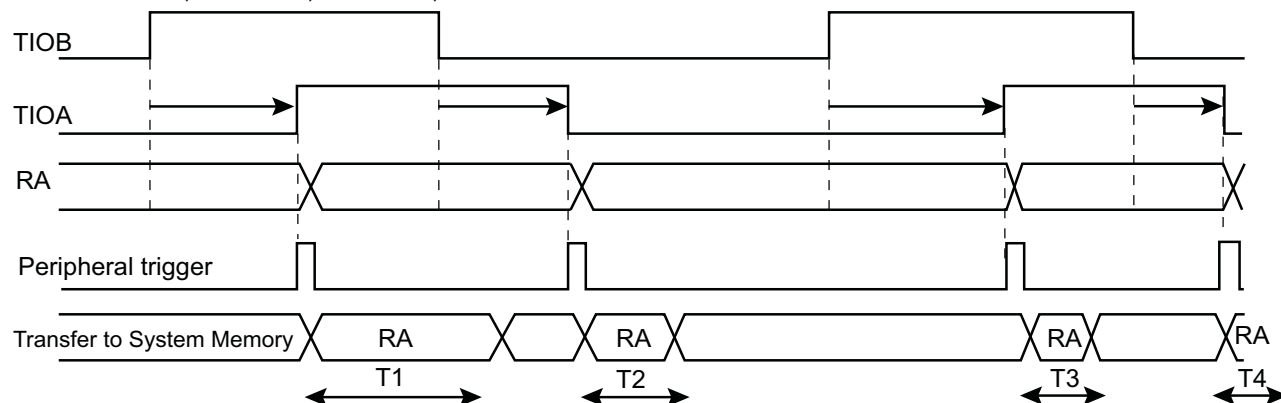 TIOB
TIOA
RA
Peripheral trigger
Transfer to System Memory RA RA RA RA
T1 T2 T3 T4